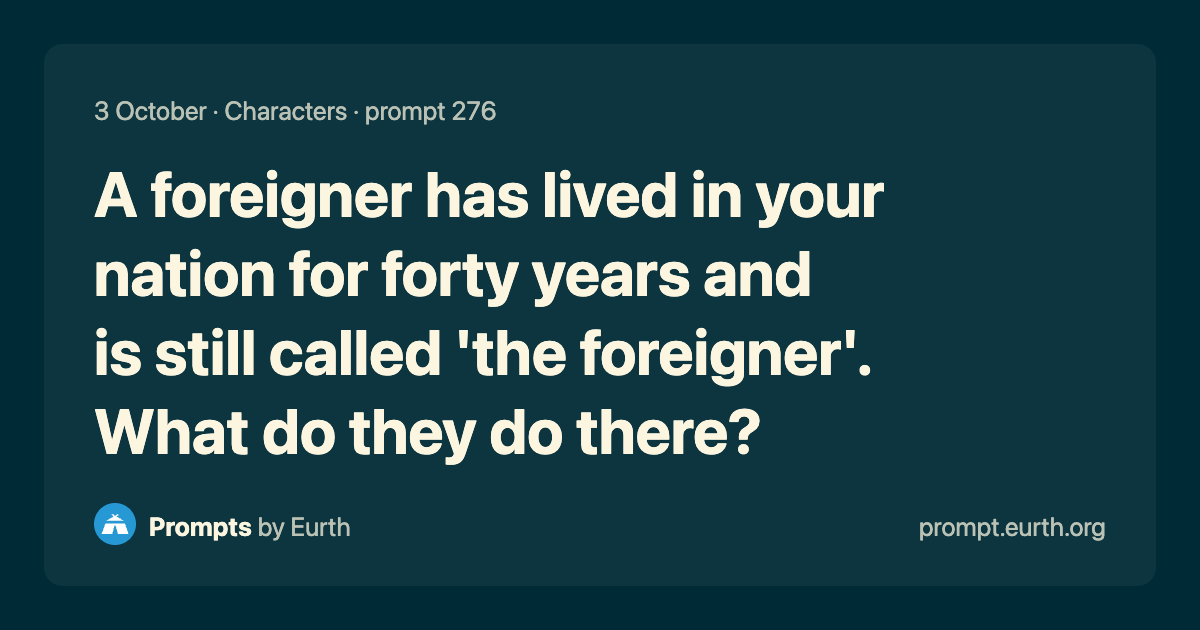 3 October · Characters · prompt 276
A foreigner has lived in your
nation for forty years and
is still called 'the foreigner'.
What do they do there?
Prompts by Eurth
prompt.eurth.org